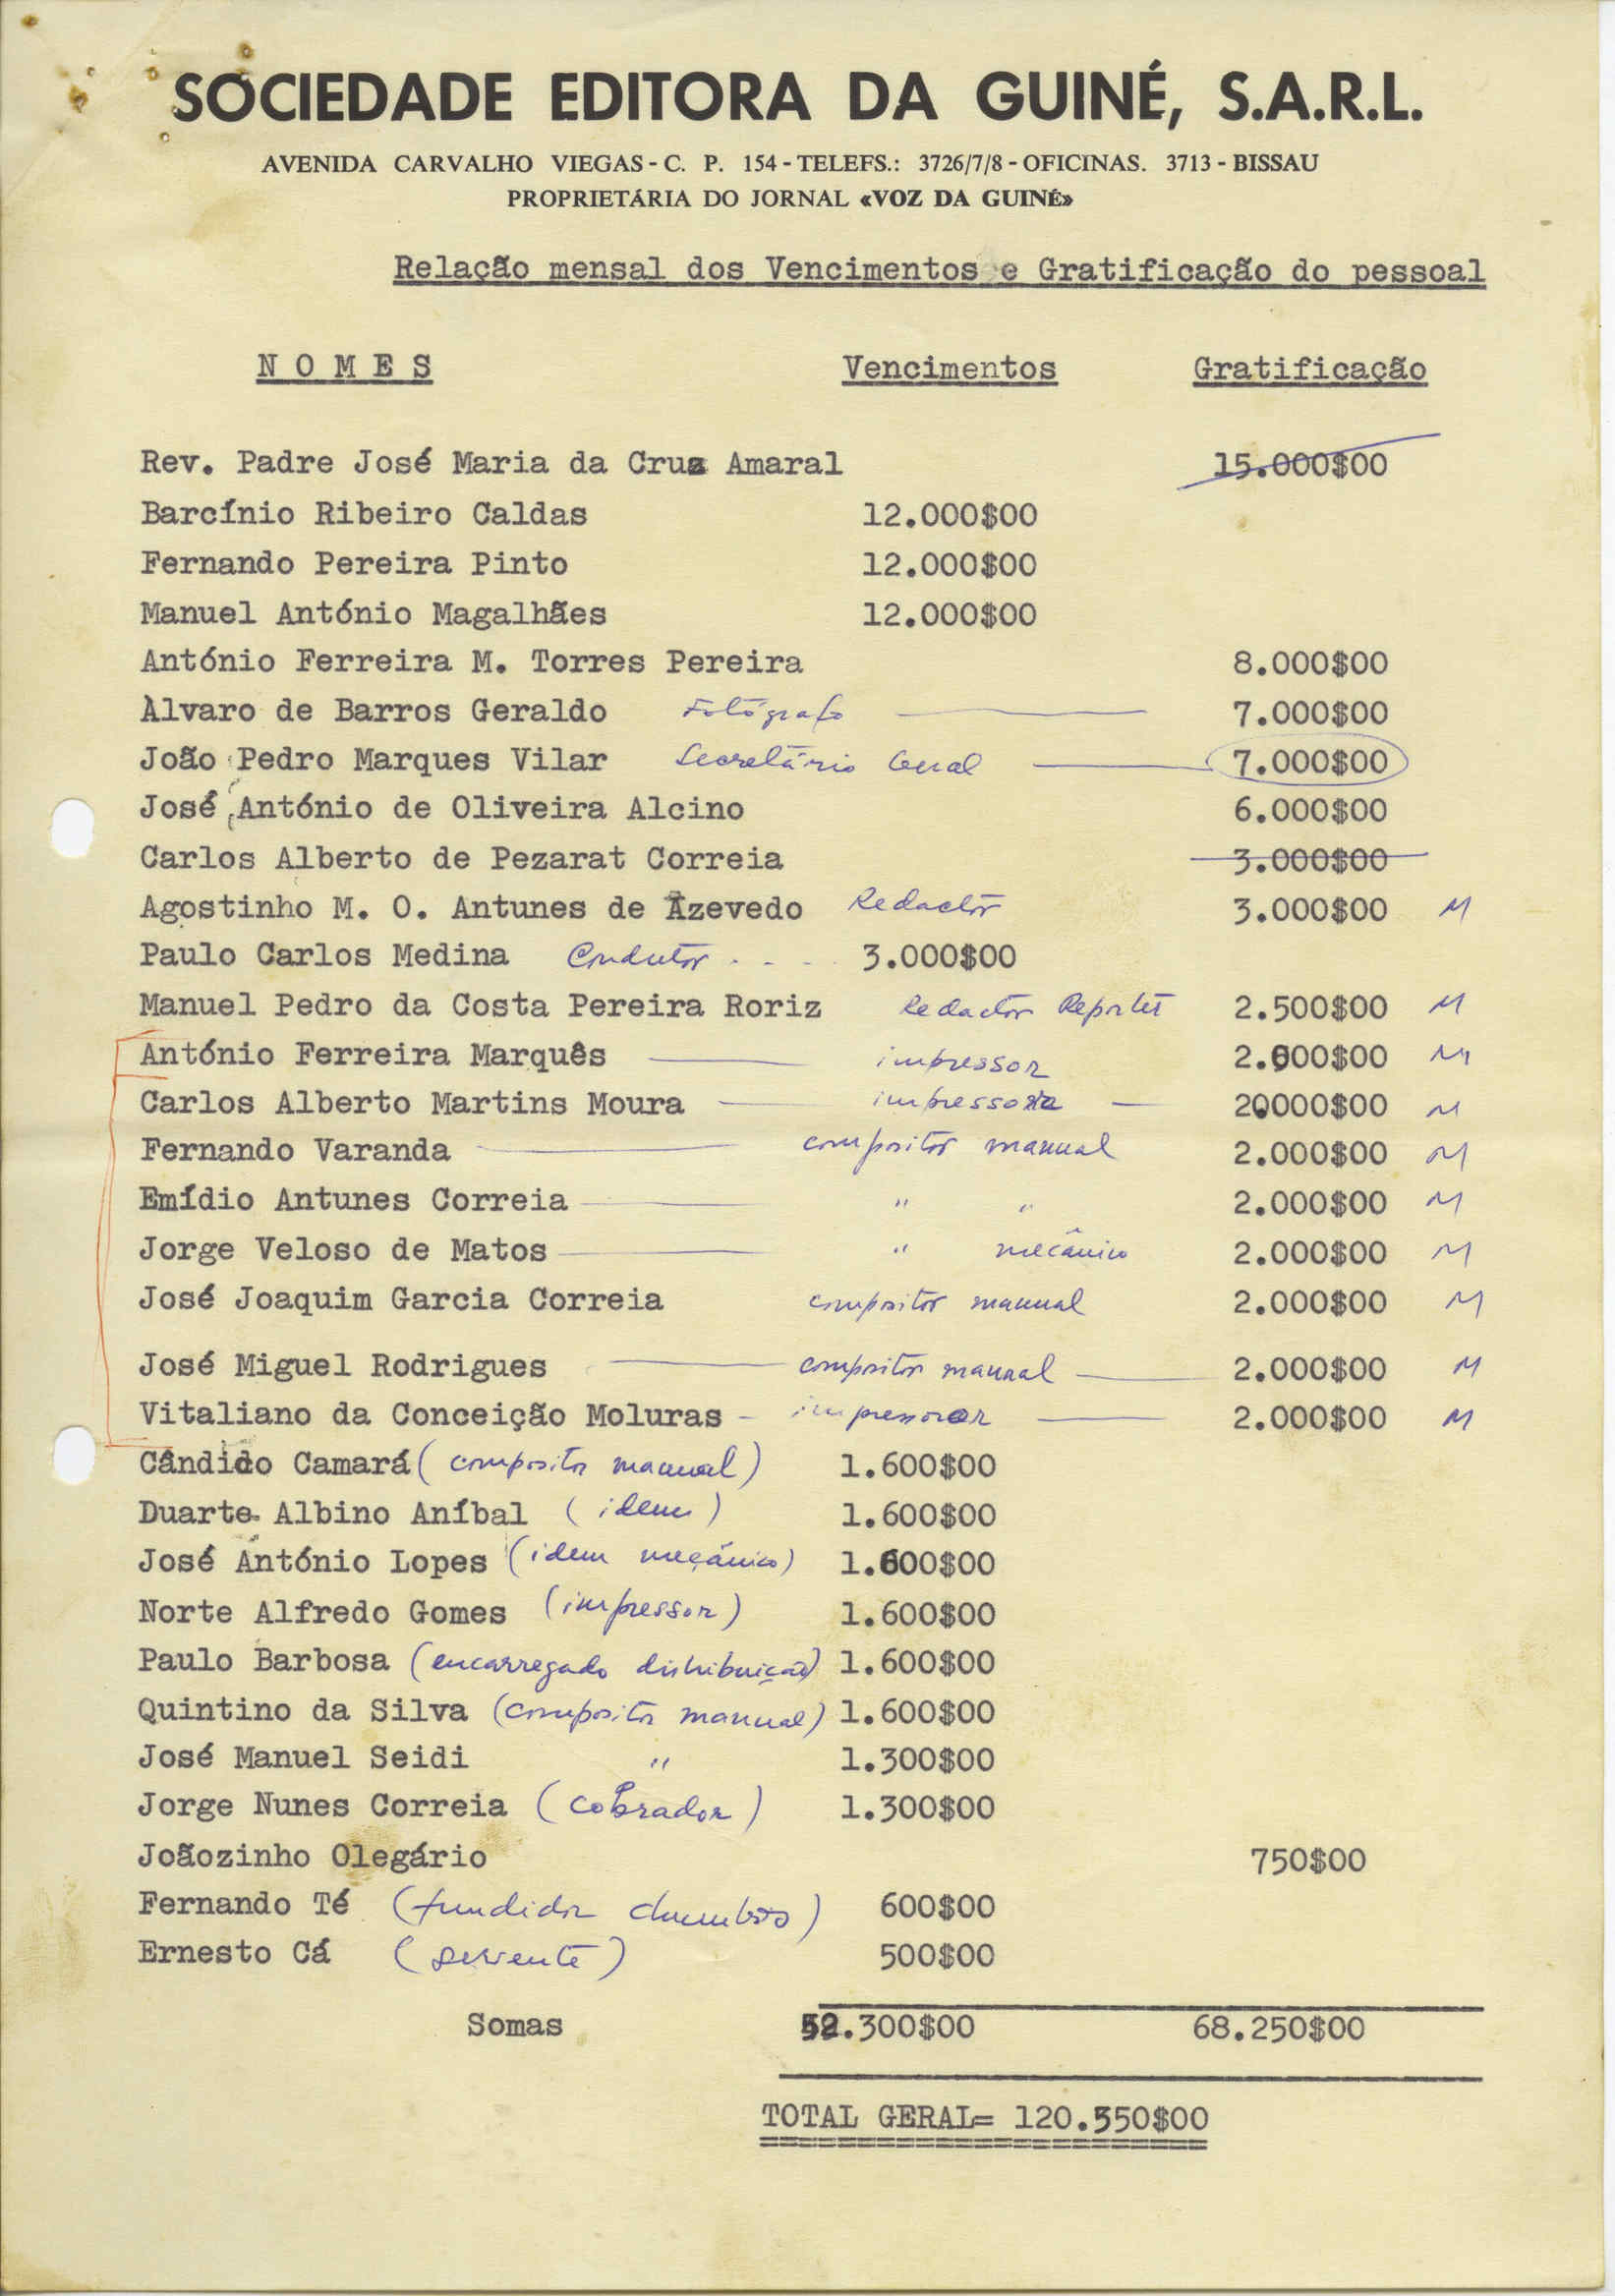 SOCIEDADE EDITORA DA GUINÉ, S.A.R.L.
AVENIDA CARVALHO VIEGAS - C. P. 154 - TELEFS.: 3726/7/8 - OFICINAS. 3713 - BISSAU
PROPRIETÁRIA DO JORNAL «VOZ DA GUINÉ»
Relação mensal dos Vencimentos e Gratificação do pessoal
N O M E S Vencimentos Gratificação
Rev. Padre José Maria da Cruz Amaral 15.000$00
Barcínio Ribeiro Caldas 12.000$00
Fernando Pereira Pinto 12.000$00
Manuel António Magalhães 12.000$00
António Ferreira M. Torres Pereira 8.000$00
Àlvaro de Barros Geraldo Fotógrafo 7.000$00
João Pedro Marques Vilar Secretário Geral 7.000$00
José António de Oliveira Alcino 6.000$00
Carlos Alberto de Pezarat Correia 3.000$00
Agostinho M. O. Antunes de Azevedo Redactor 3.000$00 M
Paulo Carlos Medina Condutor . - - . 3.000$00
Manuel Pedro da Costa Pereira Roriz Redactor Reporter 2.500$00 M
António Ferreira Marquês impressor 2.000$00 M
Carlos Alberto Martins Moura impressor 2.000$00 M
Fernando Varanda compositor manual 2.000$00 M
Emídio Antunes Correia " " 2.000$00 M
Jorge Veloso de Matos " mecânico 2.000$00 M
José Joaquim Garcia Correia compositor manual 2.000$00 M
José Miguel Rodrigues compositor manual 2.000$00 M
Vitaliano da Conceição Moluras - impressor 2.000$00 M
Cândido Camará (compositor manual) 1.600$00
Duarte Albino Aníbal (idem) 1.600$00
José António Lopes (idem mecânico) 1.600$00
Norte Alfredo Gomes (impressor) 1.600$00
Paulo Barbosa (encarregado distribuição) 1.600$00
Quintino da Silva (compositor manual) 1.600$00
José Manuel Seidi " 1.300$00
Jorge Nunes Correia (cobrador) 1.300$00
Joãozinho Olegário 750$00
Fernando Té (fundidor chumbo) 600$00
Ernesto Cá (servente) 500$00
Somas 52.300$00 68.250$00
TOTAL GERAL= 120.550$00